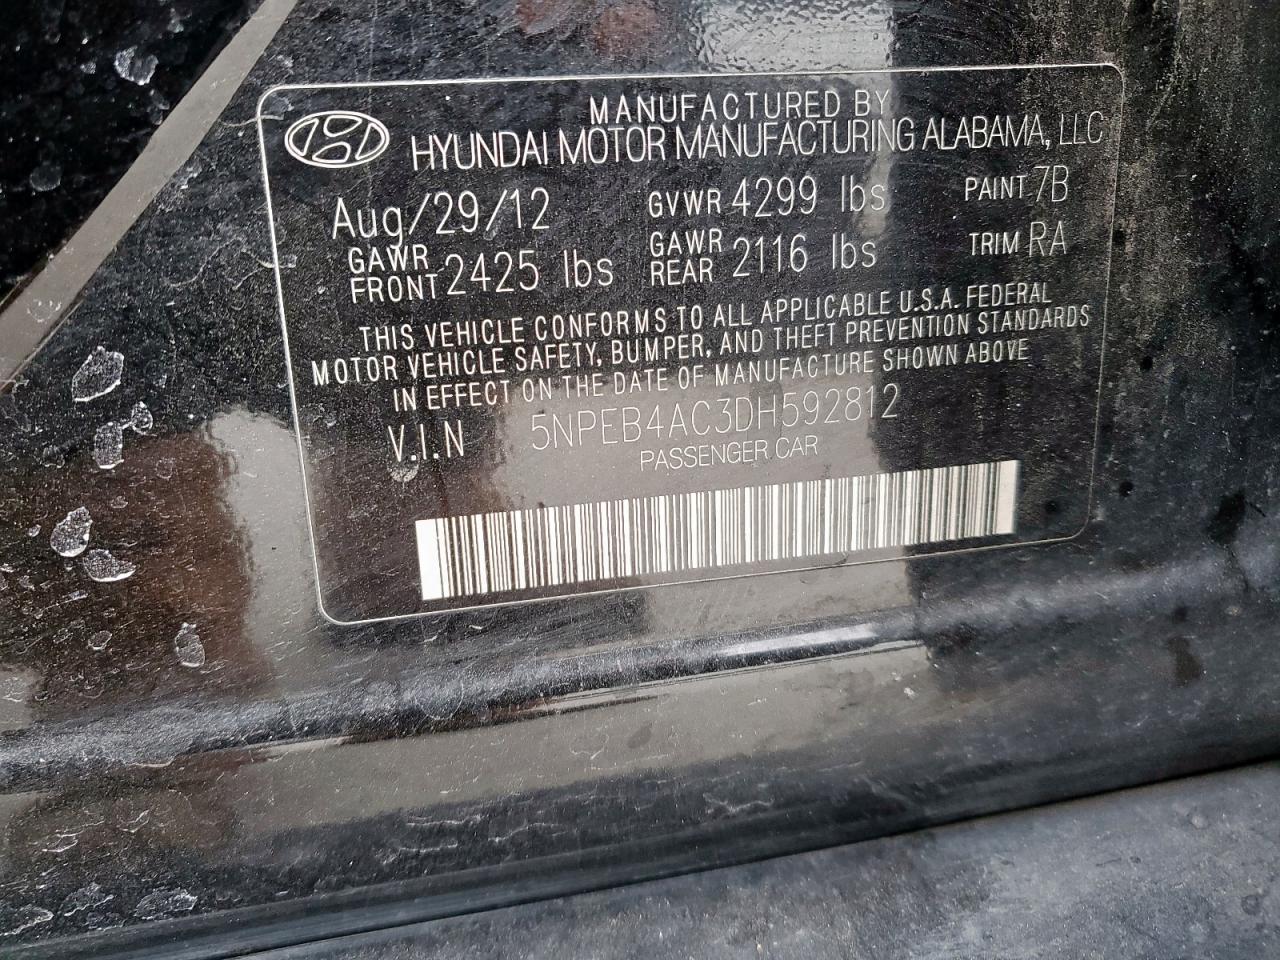 MANUFACTURED BY
HYUNDAI MOTOR MANUFACTURING ALABAMA, LLC
Aug/29/12 GVWR 4299 lbs PAINT 7B
GAWR FRONT 2425 lbs GAWR REAR 2116 lbs TRIM RA
THIS VEHICLE CONFORMS TO ALL APPLICABLE U.S.A. FEDERAL
MOTOR VEHICLE SAFETY, BUMPER, AND THEFT PREVENTION STANDARDS
IN EFFECT ON THE DATE OF MANUFACTURE SHOWN ABOVE
V.I.N 5NPEB4AC3DH592812
PASSENGER CAR